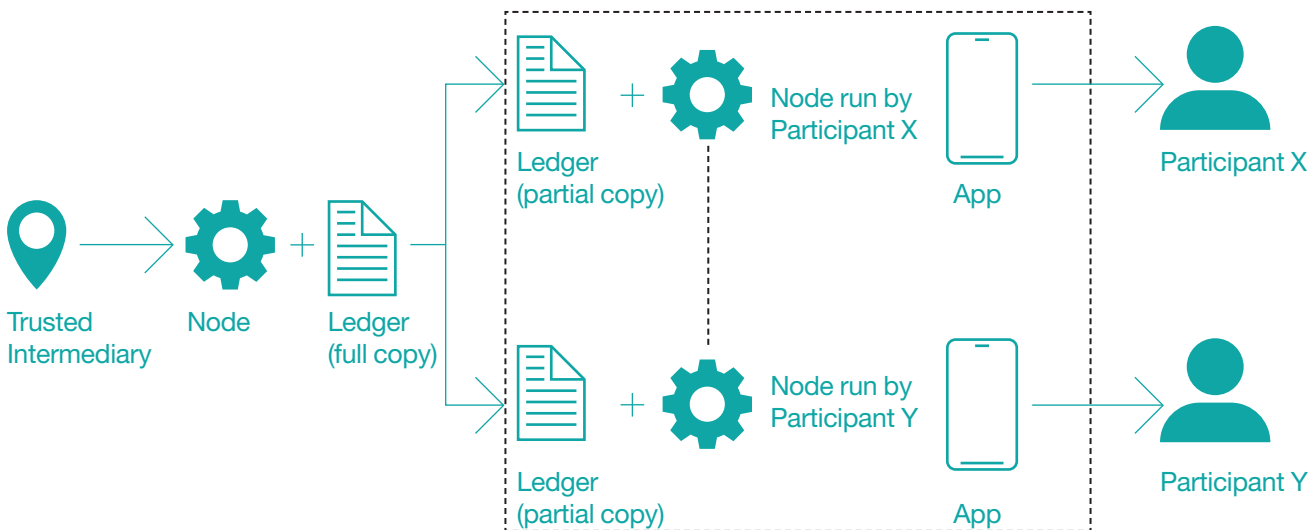 Node run by
Participant X
Ledger
(partial copy)
App
Participant X
Trusted
Intermediary
Node
Ledger
(full copy)
Node run by
Participant Y
Ledger
(partial copy)
App
Participant Y